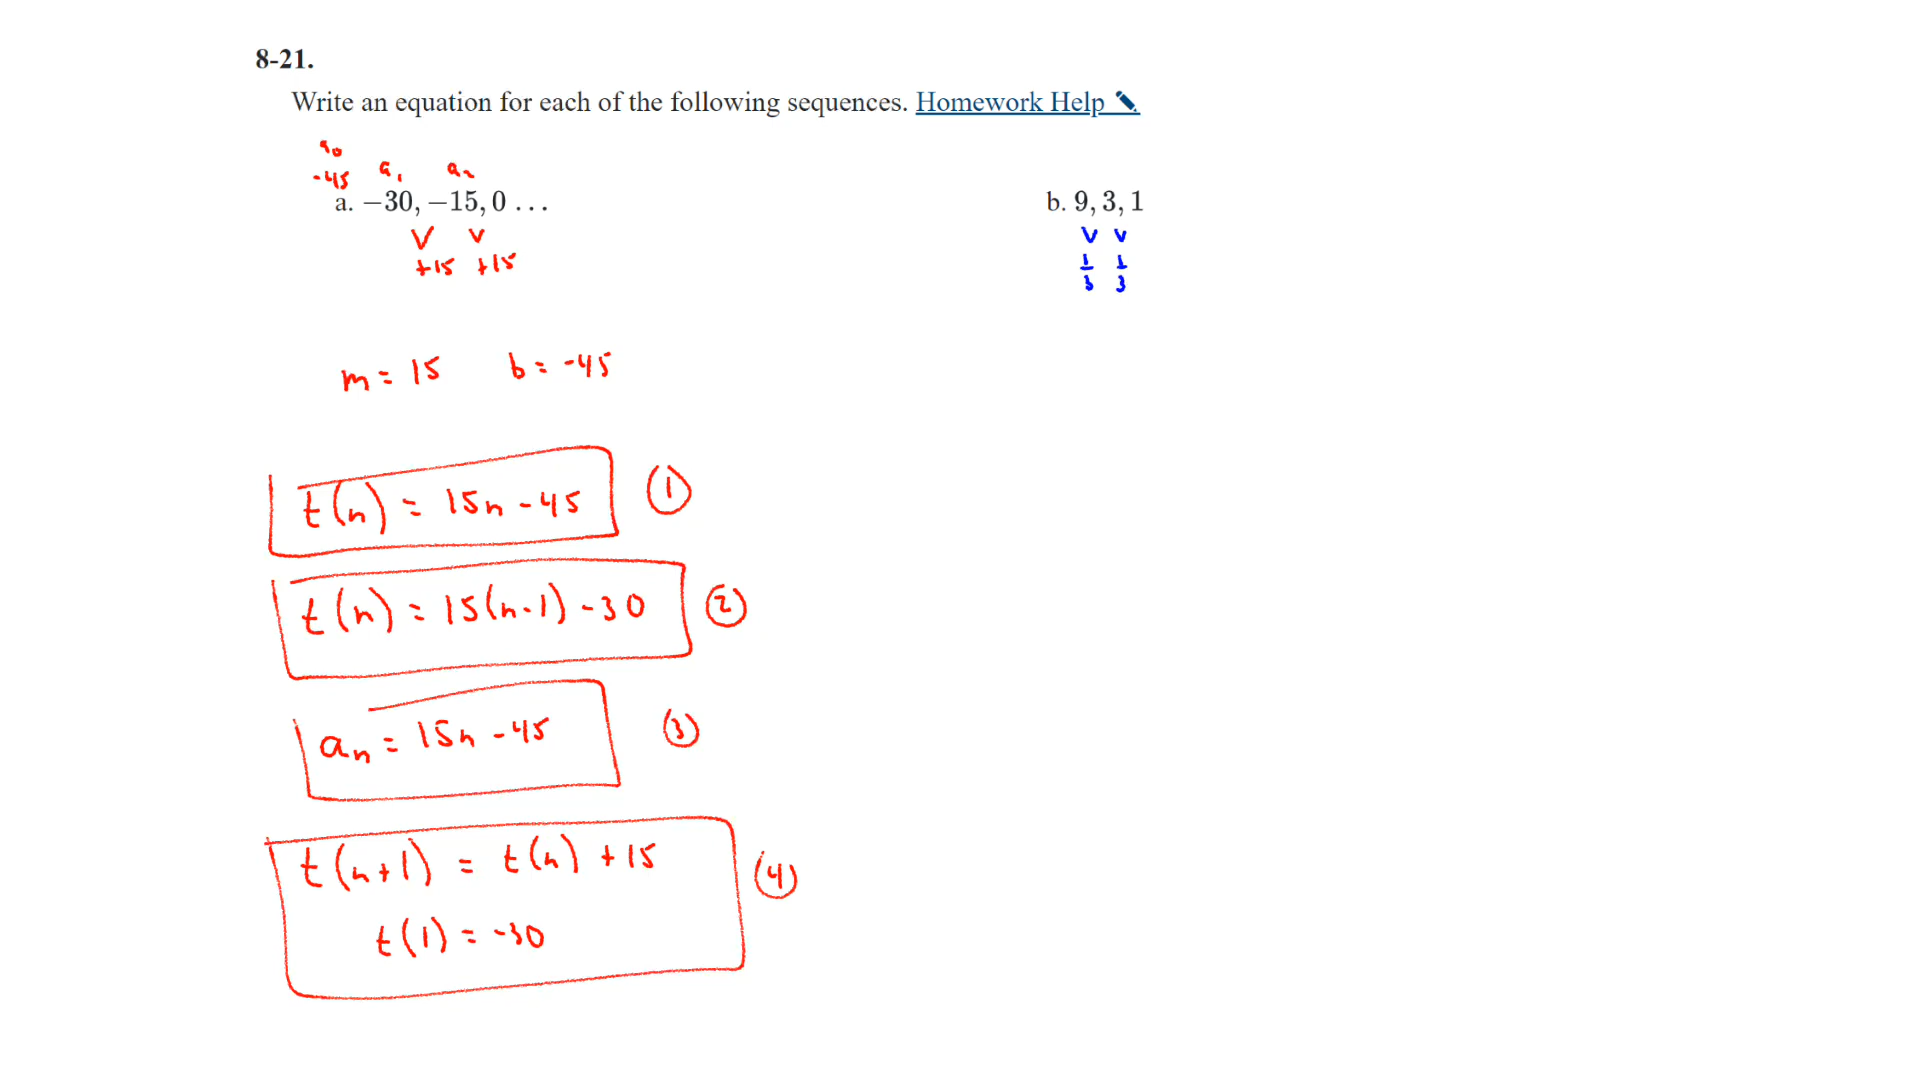 8-21.
Write an equation for each of the following sequences. Homework Help
a₀
-45 a₁ a₂
a. −30, −15, 0 . . .
V V
+15 +15
m = 15 b = -45
t(n) = 15n - 45 ①
t(n) = 15(n-1) - 30 ②
aₙ = 15n - 45 ③
t(n+1) = t(n) + 15 ④
t(1) = -30
b. 9, 3, 1
V V
1/3 1/3